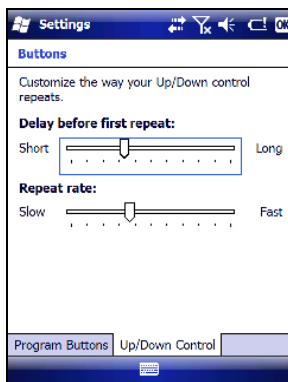 Settings
OK
Buttons
Customize the way your Up/Down control
repeats.
Delay before first repeat:
Short Long
Repeat rate:
Slow Fast
Program Buttons Up/Down Control